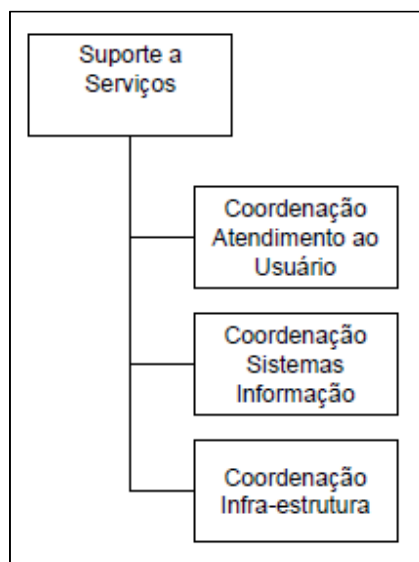 Suporte a
Serviços
Coordenação
Atendimento ao
Usuário
Coordenação
Sistemas
Informação
Coordenação
Infra-estrutura